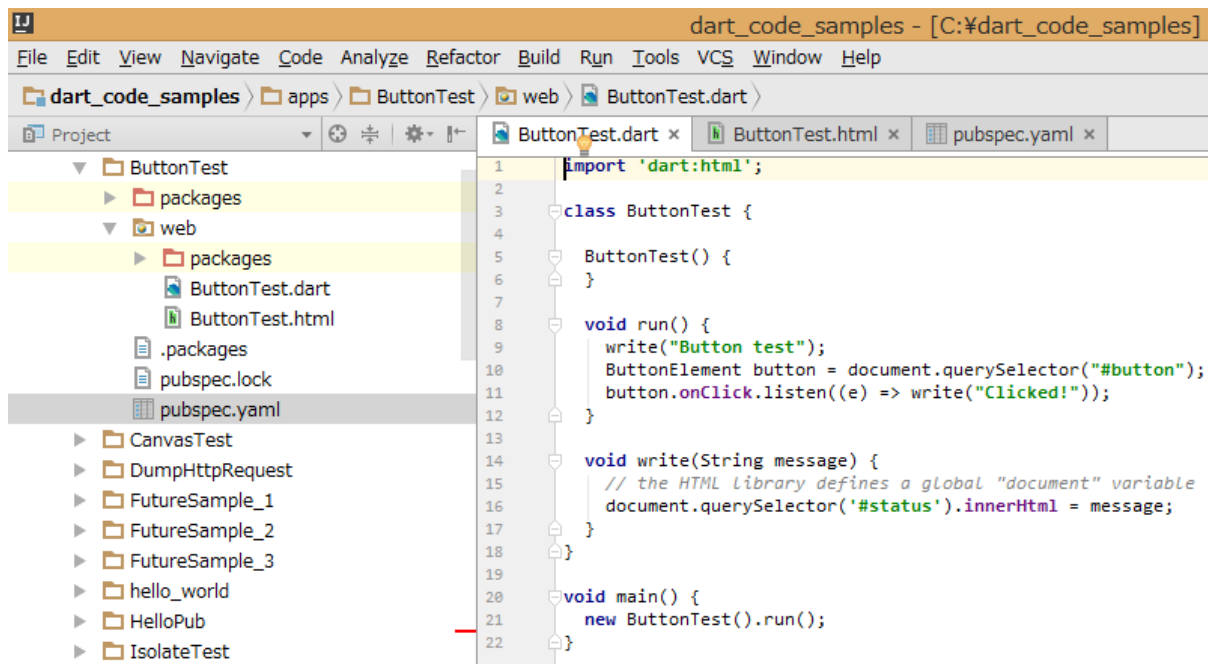 IJ
dart_code_samples - [C:¥dart_code_samples]
File Edit View Navigate Code Analyze Refactor Build Run Tools VCS Window Help
dart_code_samples apps ButtonTest web ButtonTest.dart
Project
ButtonTest
packages
web
packages
ButtonTest.dart
ButtonTest.html
.packages
pubspec.lock
pubspec.yaml
CanvasTest
DumpHttpRequest
FutureSample_1
FutureSample_2
FutureSample_3
hello_world
HelloPub
IsolateTest
ButtonTest.dart × ButtonTest.html × pubspec.yaml ×
1 import 'dart:html';
2
3 class ButtonTest {
4
5 ButtonTest() {
6 }
7
8 void run() {
9 write("Button test");
10 ButtonElement button = document.querySelector("#button");
11 button.onClick.listen((e) => write("Clicked!"));
12 }
13
14 void write(String message) {
15 // the HTML library defines a global "document" variable
16 document.querySelector('#status').innerHtml = message;
17 }
18 }
19
20 void main() {
21 new ButtonTest().run();
22 }